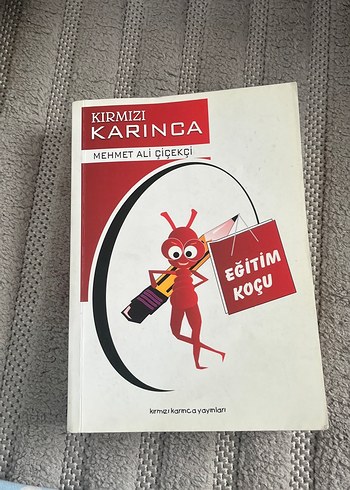 KIRMIZI
KARINCA
MEHMET ALİ ÇİÇEKÇİ
EĞİTİM
KOÇU
kırmızı karınca yayınları